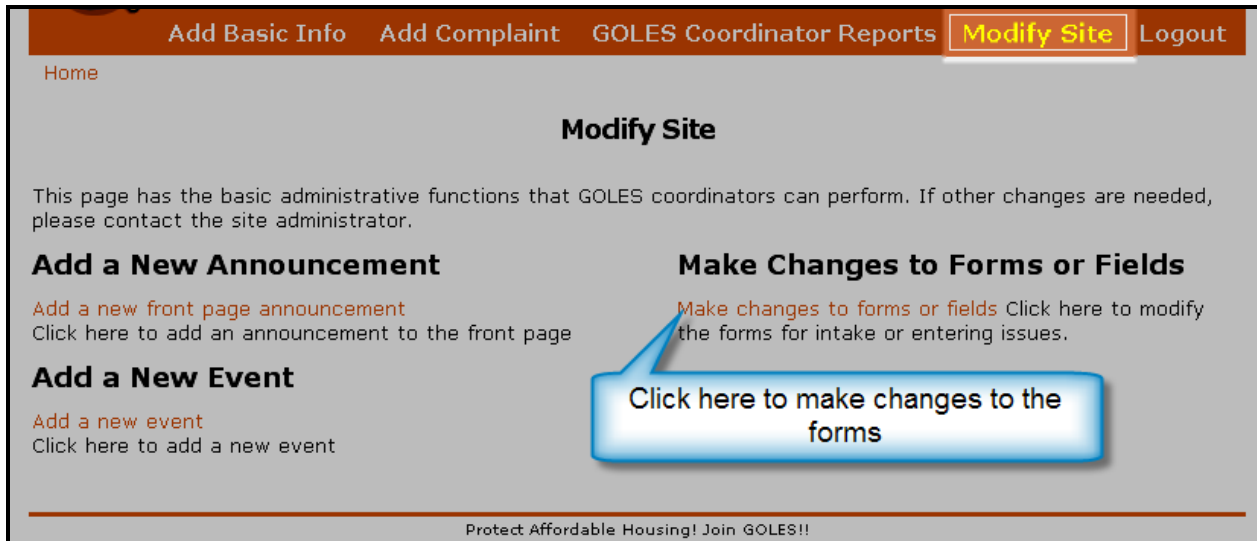 Add Basic Info Add Complaint GOLES Coordinator Reports Modify Site Logout
Home
Modify Site
This page has the basic administrative functions that GOLES coordinators can perform. If other changes are needed,
please contact the site administrator.
Add a New Announcement
Add a new front page announcement
Click here to add an announcement to the front page
Add a New Event
Add a new event
Click here to add a new event
Make Changes to Forms or Fields
Make changes to forms or fields Click here to modify
the forms for intake or entering issues.
Click here to make changes to the
forms
Protect Affordable Housing! Join GOLES!!